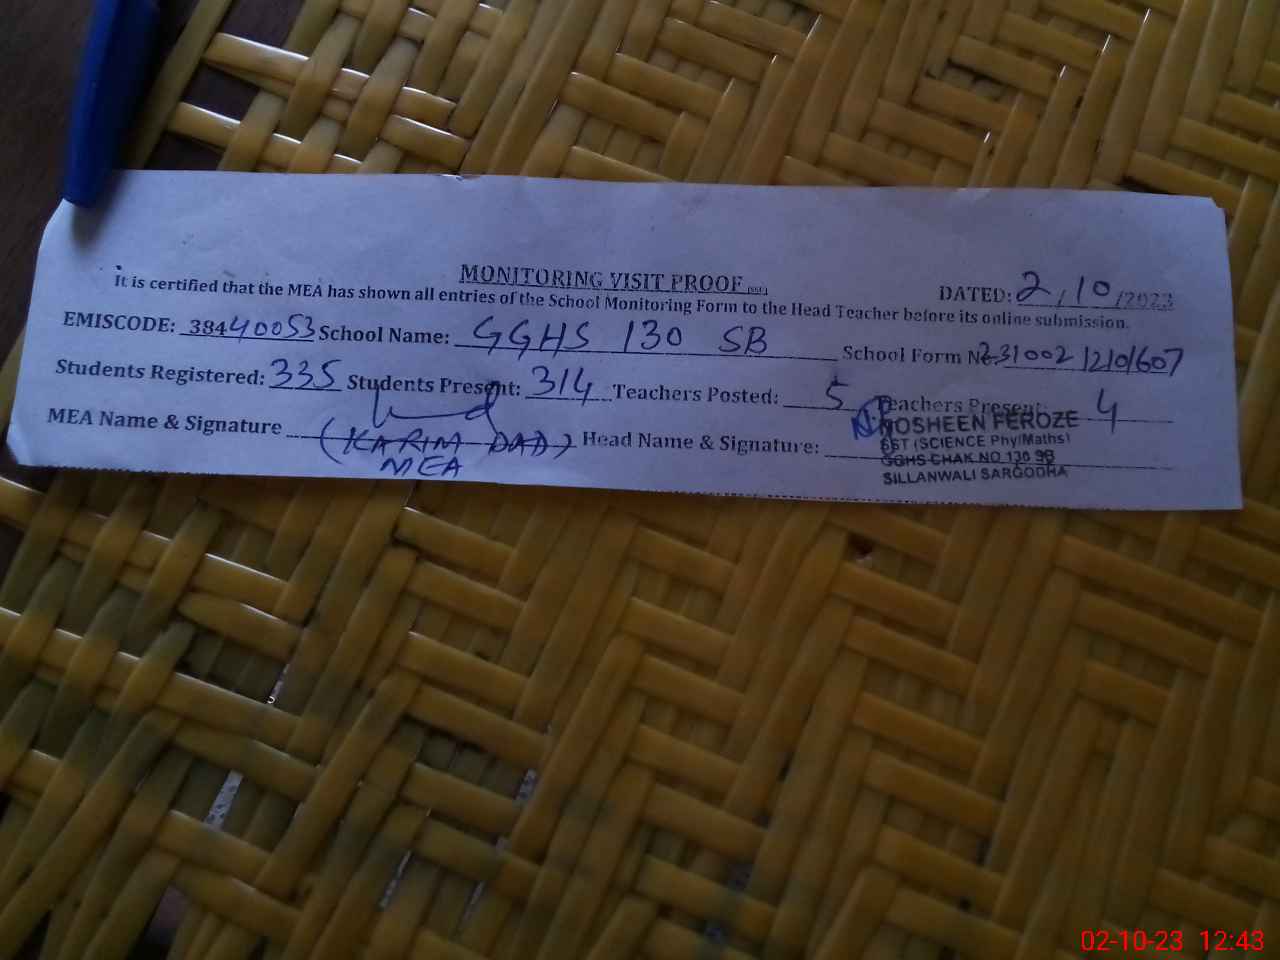 MONITORING VISIT PROOF
DATED: 2/10/2023
It is certified that the MEA has shown all entries of the School Monitoring Form to the Head Teacher before its online submission.
EMISCODE: 38440053 School Name: GGHS 130 SB School Form No 23100212101607
Students Registered: 335 Students Present: 314 Teachers Posted: 5 Teachers Present: 4
MEA Name & Signature (KARIM DAD) Head Name & Signature:
MEA
NOSHEEN FEROZE
SST (SCIENCE Phy/Maths)
GGHS CHAK NO 130 SB
SILLANWALI SARGODHA
02-10-23 12:43